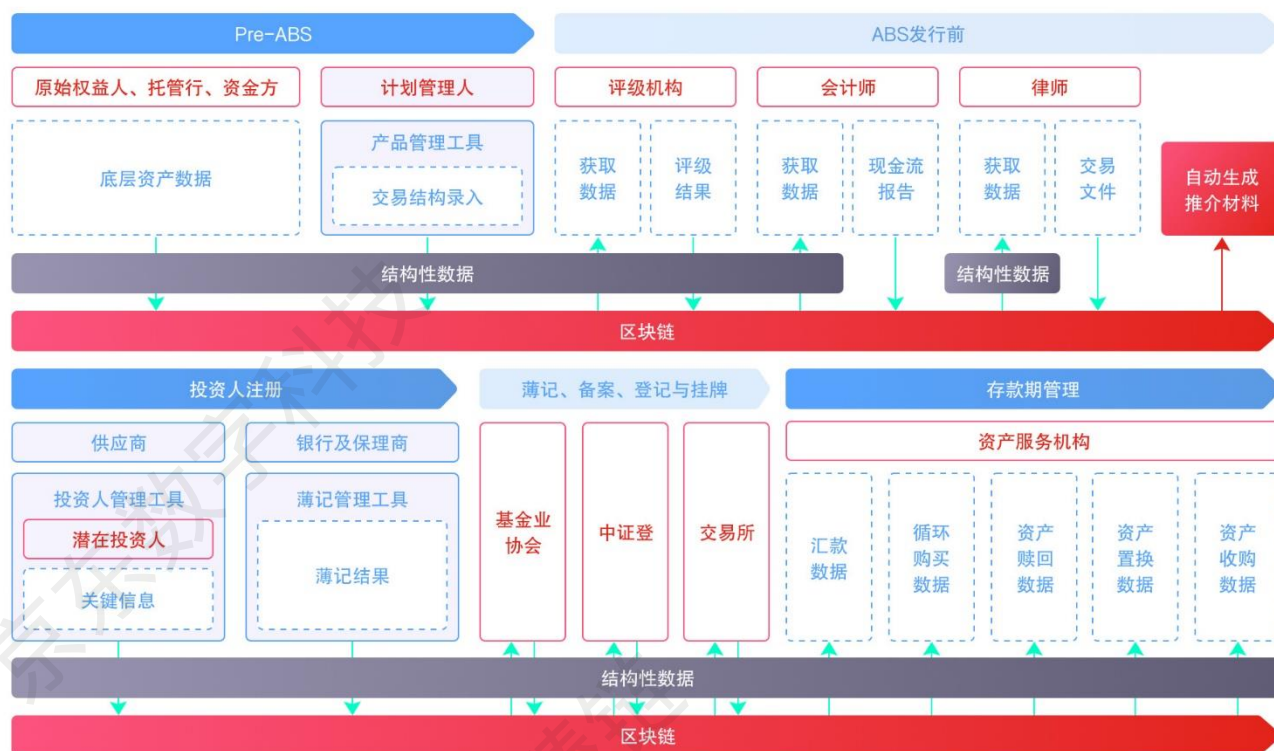 Pre-ABS
ABS发行前
原始权益人、托管行、资金方
计划管理人
评级机构
会计师
律师
底层资产数据
产品管理工具
交易结构录入
获取
数据
评级
结果
获取
数据
现金流
报告
获取
数据
交易
文件
自动生成
推介材料
结构性数据
结构性数据
区块链
投资人注册
薄记、备案、登记与挂牌
存款期管理
供应商
银行及保理商
资产服务机构
投资人管理工具
潜在投资人
关键信息
薄记管理工具
薄记结果
基金业
协会
中证登
交易所
汇款
数据
循环
购买
数据
资产
赎回
数据
资产
置换
数据
资产
收购
数据
结构性数据
区块链
京东数字科技